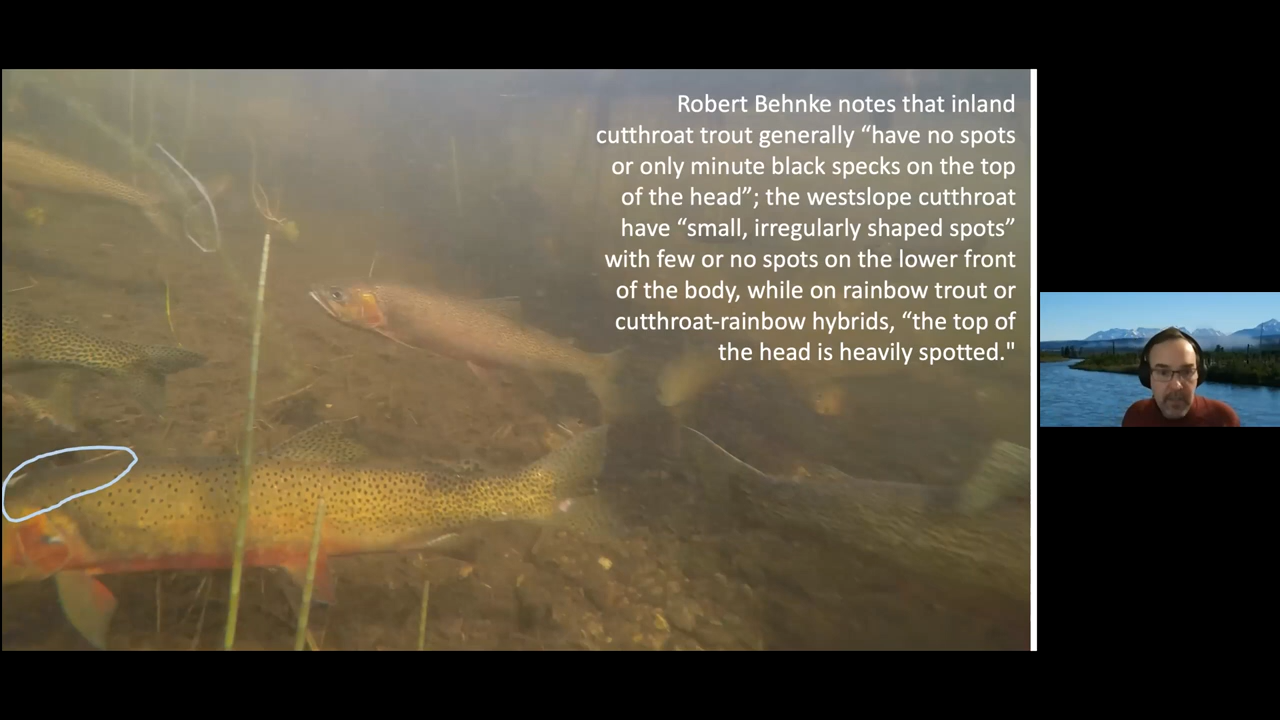 Robert Behnke notes that inland
cutthroat trout generally “have no spots
or only minute black specks on the top
of the head”; the westslope cutthroat
have “small, irregularly shaped spots”
with few or no spots on the lower front
of the body, while on rainbow trout or
cutthroat-rainbow hybrids, “the top of
the head is heavily spotted."